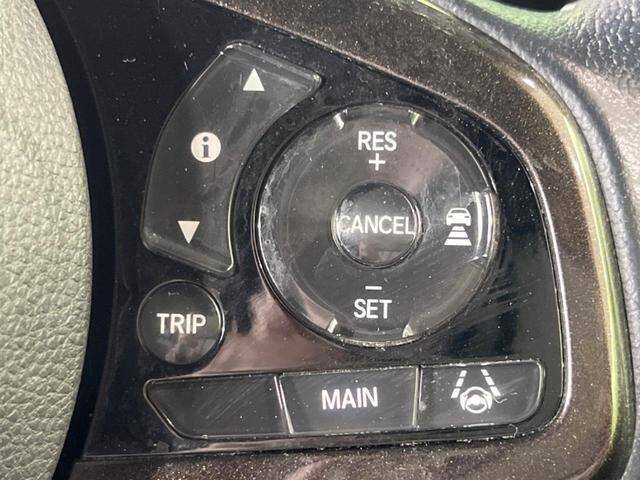 RES
+
i
CANCEL
−
SET
TRIP
MAIN